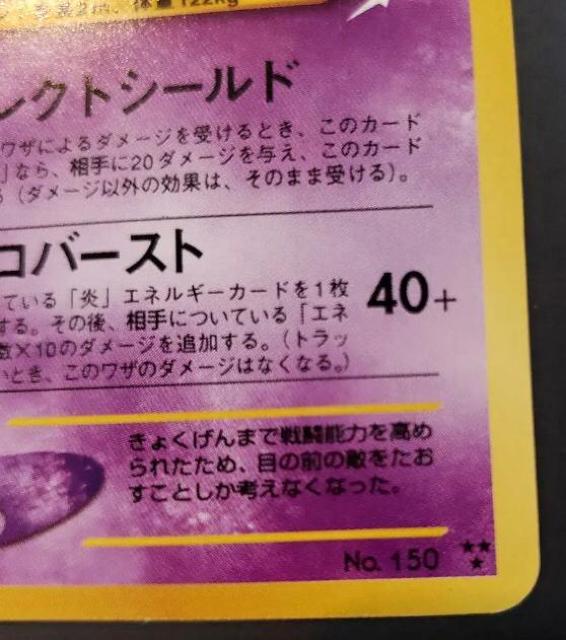 体重122kg
レクトシールド
ワザによるダメージを受けるとき、このカード
」なら、相手に20ダメージを与え、このカード
る（ダメージ以外の効果は、そのまま受ける）。
コバースト
ている「炎」エネルギーカードを1枚
する。その後、相手についている「エネ
数×10のダメージを追加する。（トラッ
いとき、このワザのダメージはなくなる。）
40+
きょくげんまで戦闘能力を高め
られたため、目の前の敵をたお
すことしか考えなくなった。
No. 150 ★★★